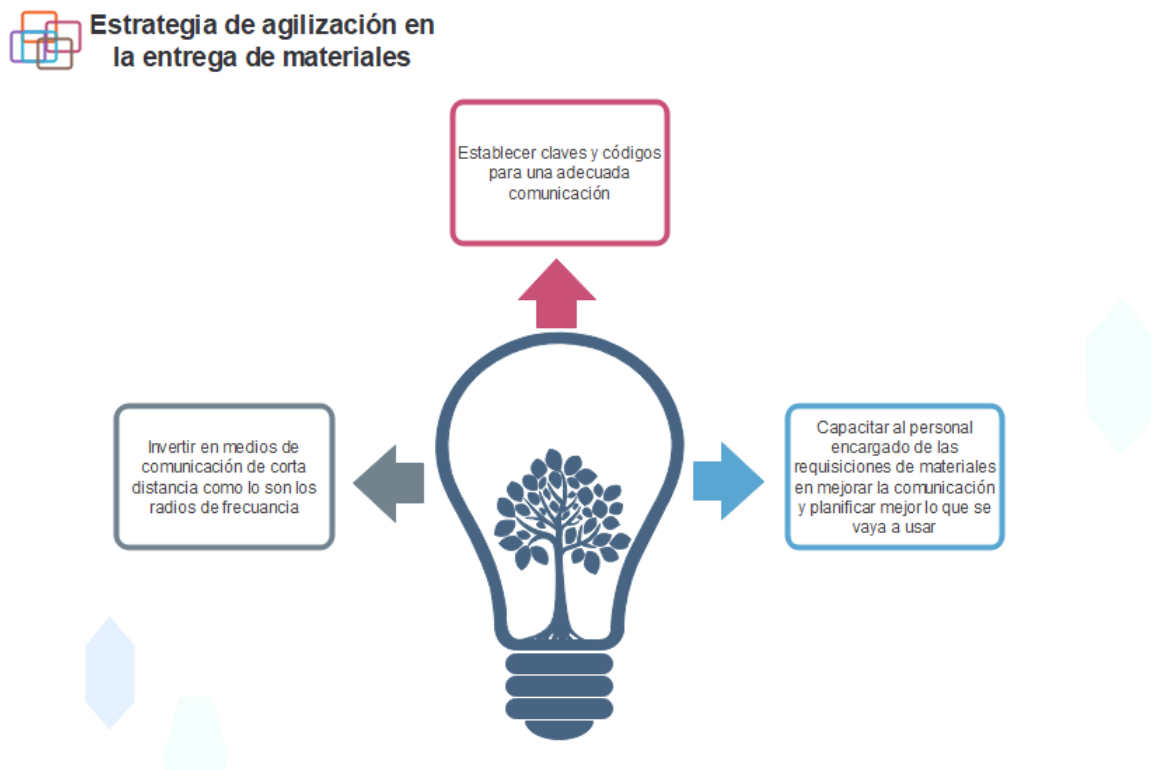 Estrategia de agilización en
la entrega de materiales
Establecer claves y códigos
para una adecuada
comunicación
Invertir en medios de
comunicación de corta
distancia como lo son los
radios de frecuancia
Capacitar al personal
encargado de las
requisiciones de materiales
en mejorar la comunicación
y planificar mejor lo que se
vaya a usar